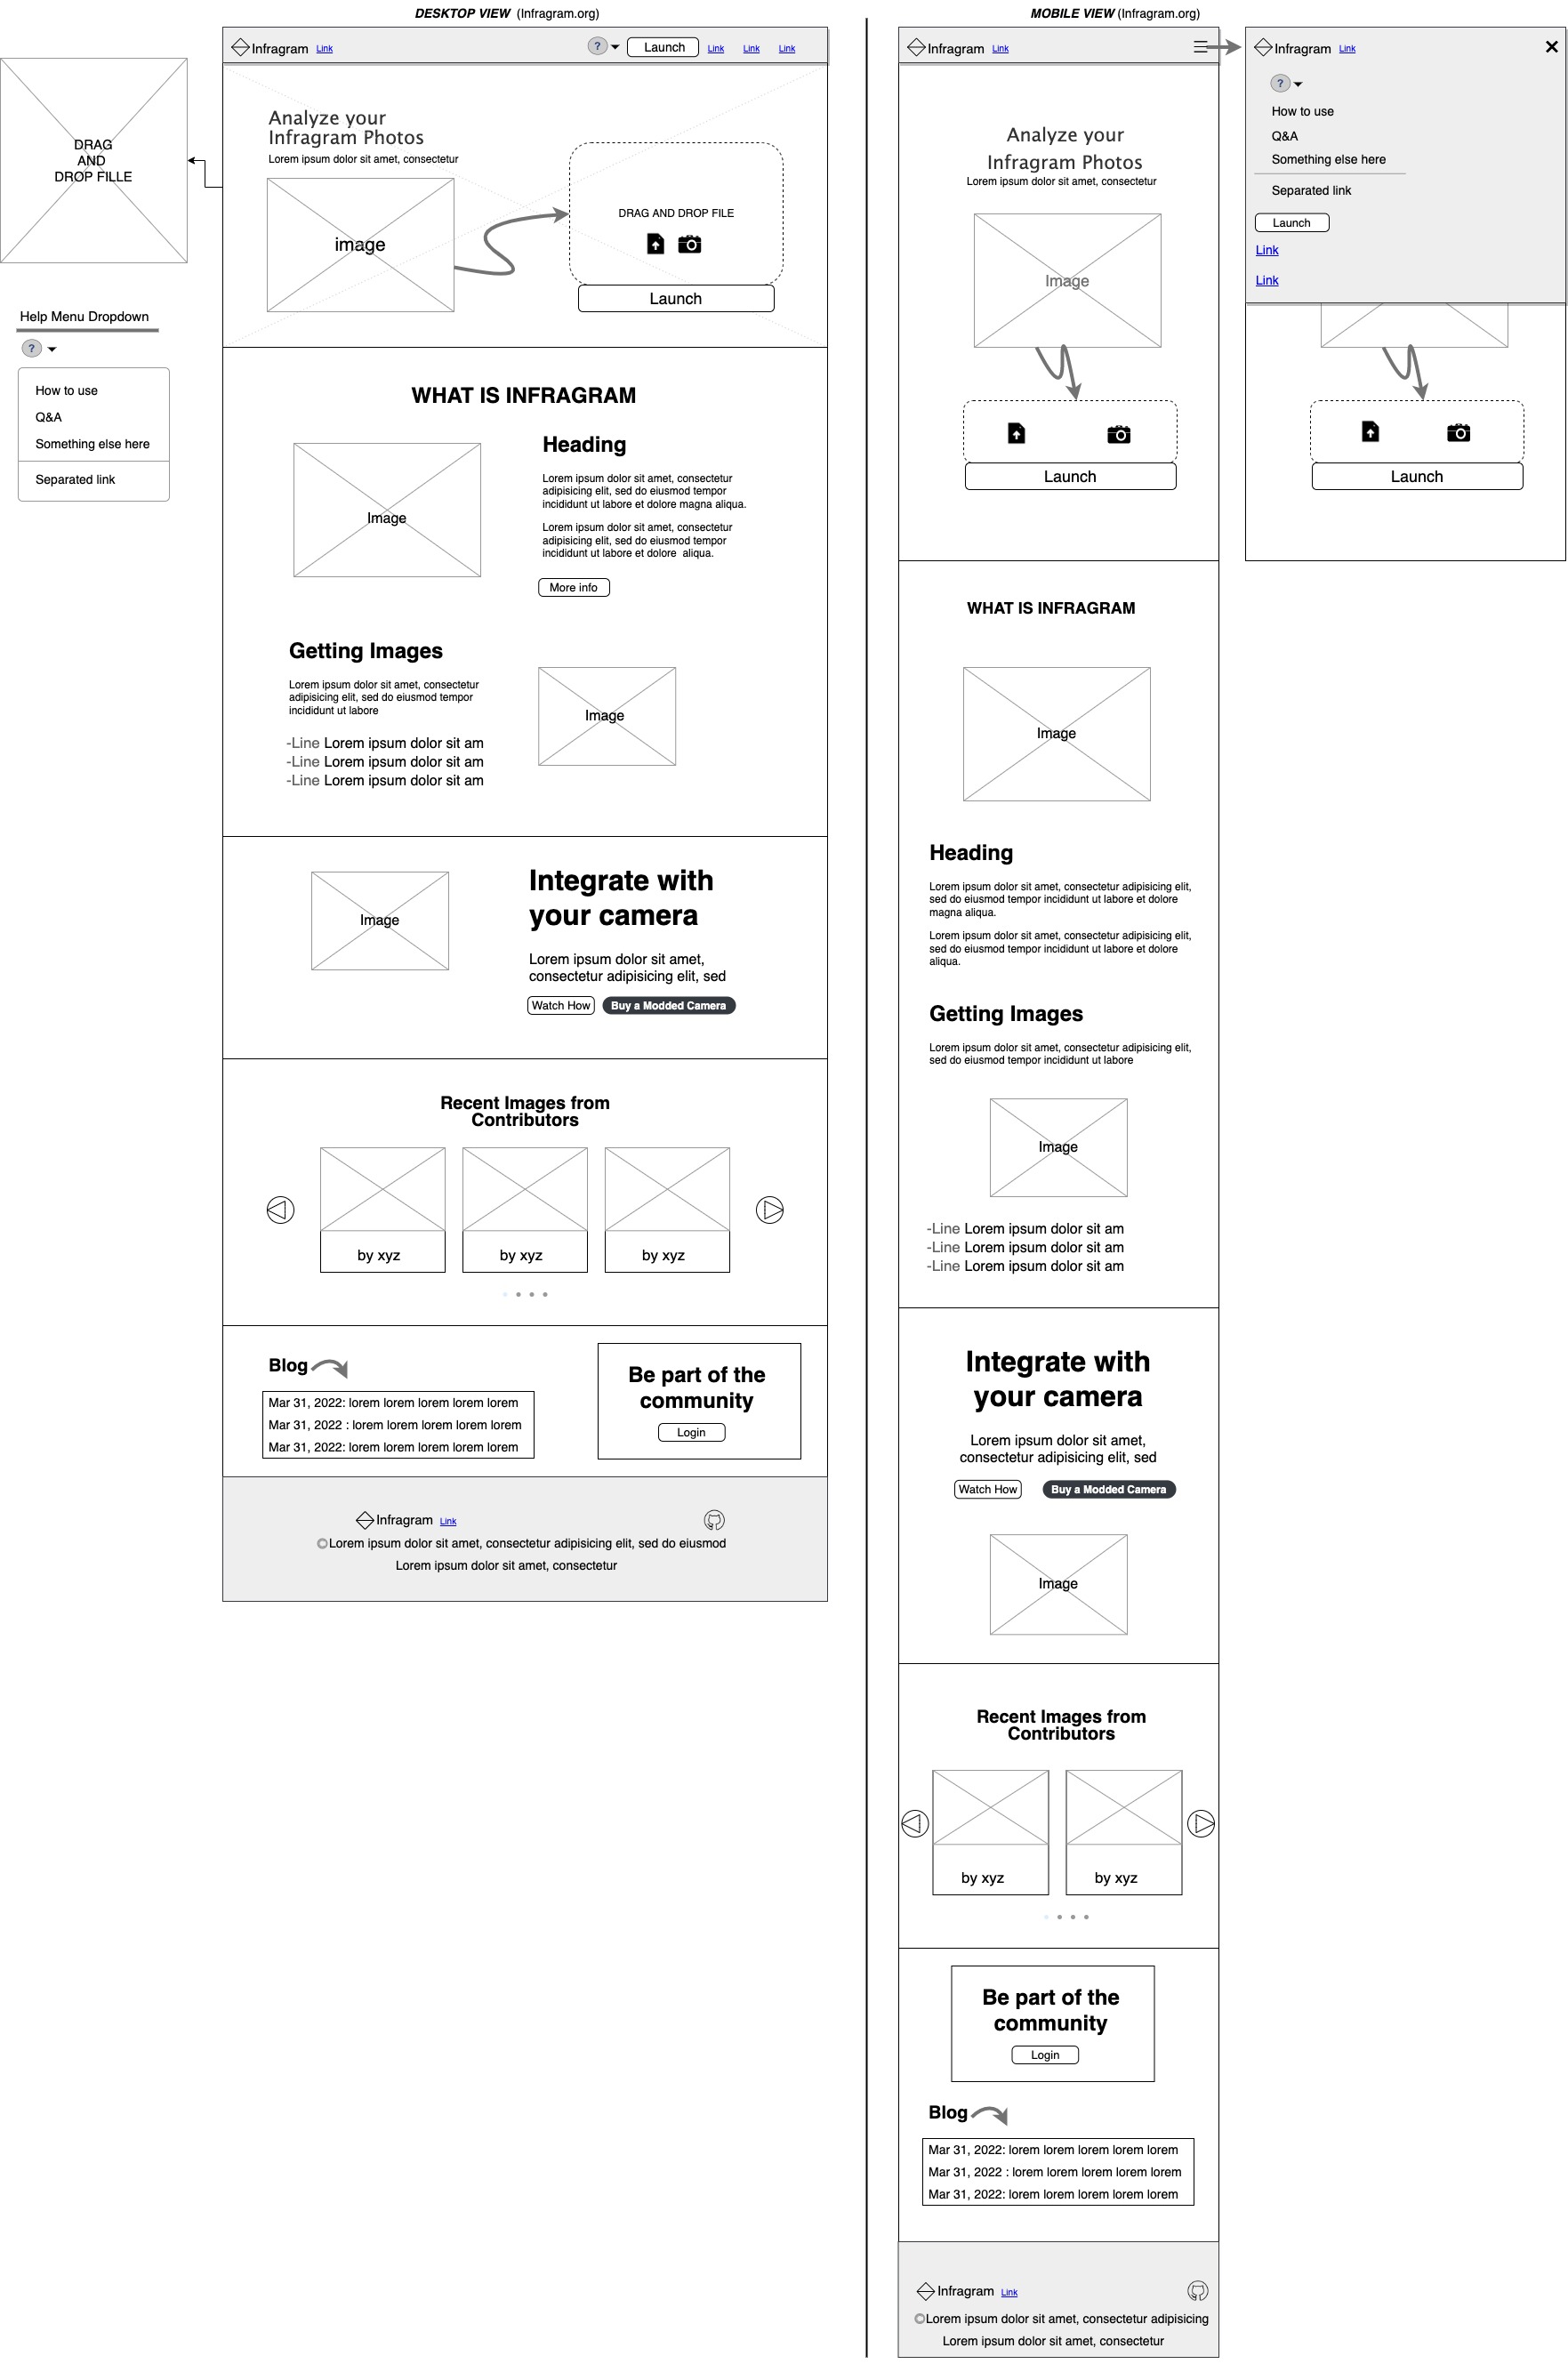 DESKTOP VIEW (Infragram.org)
Infragram Link
? Launch Link Link Link
DRAG
AND
DROP FILLE
Help Menu Dropdown
?
How to use
Q&A
Something else here
Separated link
Analyze your
Infragram Photos
Lorem ipsum dolor sit amet, consectetur
image
DRAG AND DROP FILE
Launch
WHAT IS INFRAGRAM
Image
Heading
Lorem ipsum dolor sit amet, consectetur
adipisicing elit, sed do eiusmod tempor
incididunt ut labore et dolore magna aliqua.
Lorem ipsum dolor sit amet, consectetur
adipisicing elit, sed do eiusmod tempor
incididunt ut labore et dolore aliqua.
More info
Getting Images
Lorem ipsum dolor sit amet, consectetur
adipisicing elit, sed do eiusmod tempor
incididunt ut labore
-Line Lorem ipsum dolor sit am
-Line Lorem ipsum dolor sit am
-Line Lorem ipsum dolor sit am
Image
Image
Integrate with
your camera
Lorem ipsum dolor sit amet,
consectetur adipisicing elit, sed
Watch How Buy a Modded Camera
Recent Images from
Contributors
by xyz by xyz by xyz
Blog
Mar 31, 2022: lorem lorem lorem lorem lorem
Mar 31, 2022 : lorem lorem lorem lorem lorem
Mar 31, 2022: lorem lorem lorem lorem lorem
Be part of the
community
Login
Infragram Link
©Lorem ipsum dolor sit amet, consectetur adipisicing elit, sed do eiusmod
Lorem ipsum dolor sit amet, consectetur
MOBILE VIEW (Infragram.org)
Infragram Link
Analyze your
Infragram Photos
Lorem ipsum dolor sit amet, consectetur
Image
Launch
WHAT IS INFRAGRAM
Image
Heading
Lorem ipsum dolor sit amet, consectetur adipisicing elit,
sed do eiusmod tempor incididunt ut labore et dolore
magna aliqua.
Lorem ipsum dolor sit amet, consectetur adipisicing elit,
sed do eiusmod tempor incididunt ut labore et dolore
aliqua.
Getting Images
Lorem ipsum dolor sit amet, consectetur adipisicing elit,
sed do eiusmod tempor incididunt ut labore
Image
-Line Lorem ipsum dolor sit am
-Line Lorem ipsum dolor sit am
-Line Lorem ipsum dolor sit am
Integrate with
your camera
Lorem ipsum dolor sit amet,
consectetur adipisicing elit, sed
Watch How Buy a Modded Camera
Image
Recent Images from
Contributors
by xyz by xyz
Be part of the
community
Login
Blog
Mar 31, 2022: lorem lorem lorem lorem lorem
Mar 31, 2022 : lorem lorem lorem lorem lorem
Mar 31, 2022: lorem lorem lorem lorem lorem
Infragram Link
©Lorem ipsum dolor sit amet, consectetur adipisicing
Lorem ipsum dolor sit amet, consectetur
Infragram Link
?
How to use
Q&A
Something else here
Separated link
Launch
Link
Link
Launch